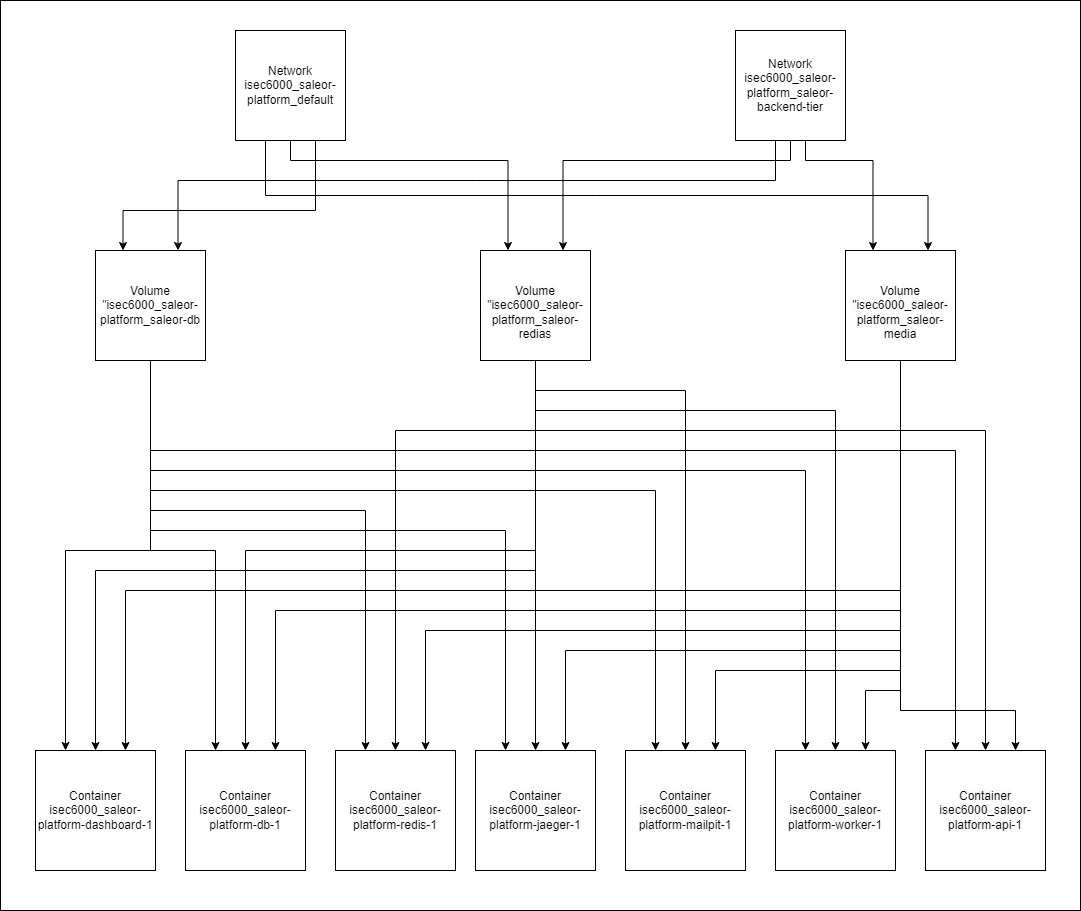 Network
isec6000_saleor-
platform_default
Network
isec6000_saleor-
platform_saleor-
backend-tier
Volume
"isec6000_saleor-
platform_saleor-db
Volume
"isec6000_saleor-
platform_saleor-
redias
Volume
"isec6000_saleor-
platform_saleor-
media
Container
isec6000_saleor-
platform-dashboard-1
Container
isec6000_saleor-
platform-db-1
Container
isec6000_saleor-
platform-redis-1
Container
isec6000_saleor-
platform-jaeger-1
Container
isec6000_saleor-
platform-mailpit-1
Container
isec6000_saleor-
platform-worker-1
Container
isec6000_saleor-
platform-api-1